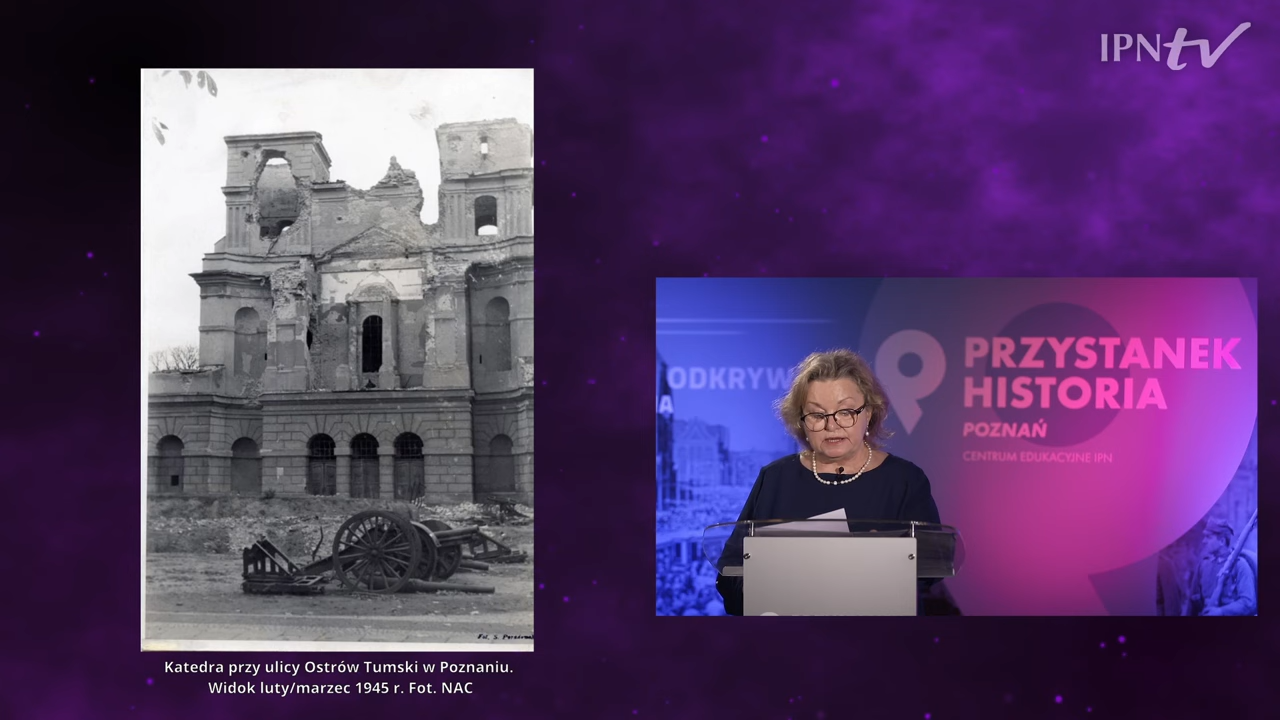 IPNtv
ODKRYW
A
PRZYSTANEK
HISTORIA
POZNAŃ
CENTRUM EDUKACYJNE IPN
Fot. S.
Katedra przy ulicy Ostrów Tumski w Poznaniu.
Widok luty/marzec 1945 r. Fot. NAC